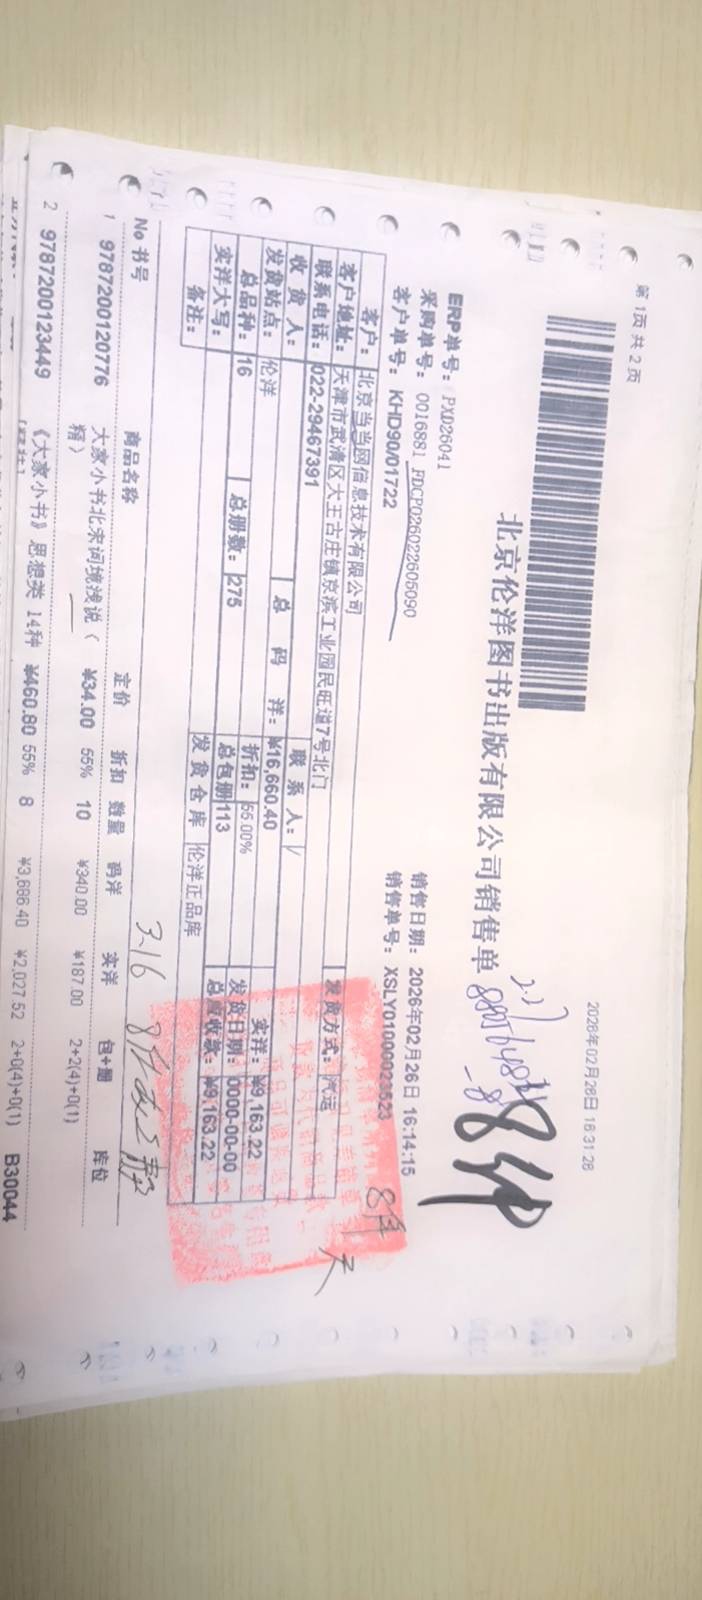 第 1页 共 2 页
2026年02月26日 16:31:26
北京伦洋图书出版有限公司销售单
2.27
8件
ERP单号: PXD26041
销售日期: 2026年02月26日 16:14:15
采购单号: 0016881_FDCP026022605090
销售单号: XSLY0100023523
客户单号: KHD90/01722
8件
客户: 北京当当网信息技术有限公司
客户地址: 天津市武清区大王古庄镇京滨工业园民旺道7号北门 发货方式: 汽运
联系电话: 022-29467391
收货人: 联系人: /
发货站点: 伦洋 总码洋: ¥16,660.40 实洋: ¥9,163.22
总品种: 16 总册数: 275 折扣: 55.00% 发货日期: 0000-00-00
实洋大写: 总包册 113 总应收款: ¥9,163.22
备注: 发货仓库 伦洋正品库
3.16 8件
No 书号 商品名称 定价 折扣 数量 码洋 实洋 包+册 库位
1 9787200120776 大家小书北宋词境浅说( ¥34.00 55% 10 ¥340.00 ¥187.00 2+2(4)+0(1)
精)
2 9787200123449 《大家小书》思想类 14种 ¥460.80 55% 8 ¥3,686.40 ¥2,027.52 2+0(4)+0(1) B30044